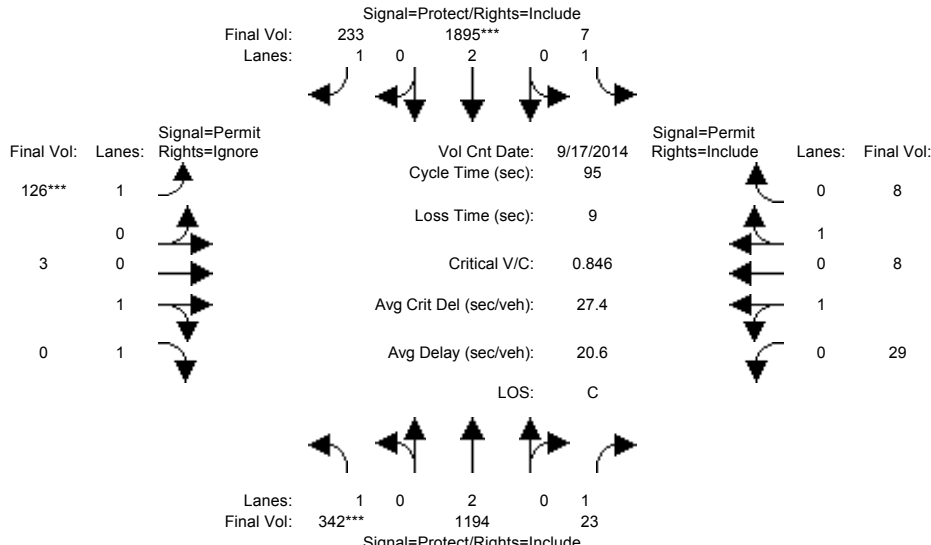 Signal=Protect/Rights=Include
Final Vol: 233 1895*** 7
Lanes: 1 0 2 0 1
Signal=Permit Signal=Permit
Final Vol: Lanes: Rights=Ignore Vol Cnt Date: 9/17/2014 Rights=Include Lanes: Final Vol:
Cycle Time (sec): 95
126*** 1 0 8
Loss Time (sec): 9
0 1
3 0 Critical V/C: 0.846 0 8
1 Avg Crit Del (sec/veh): 27.4 1
0 1 Avg Delay (sec/veh): 20.6 0 29
LOS: C
Lanes: 1 0 2 0 1
Final Vol: 342*** 1194 23
Signal=Protect/Rights=Include